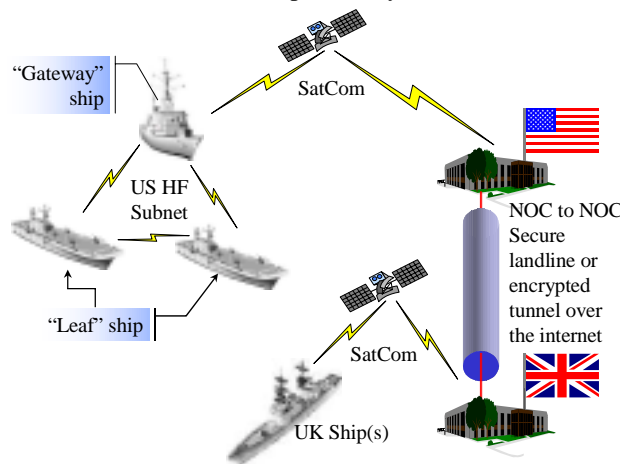 “Gateway”
ship
SatCom
US HF
Subnet
NOC to NOC
Secure
landline or
encrypted
tunnel over
the internet
“Leaf” ship
SatCom
UK Ship(s)